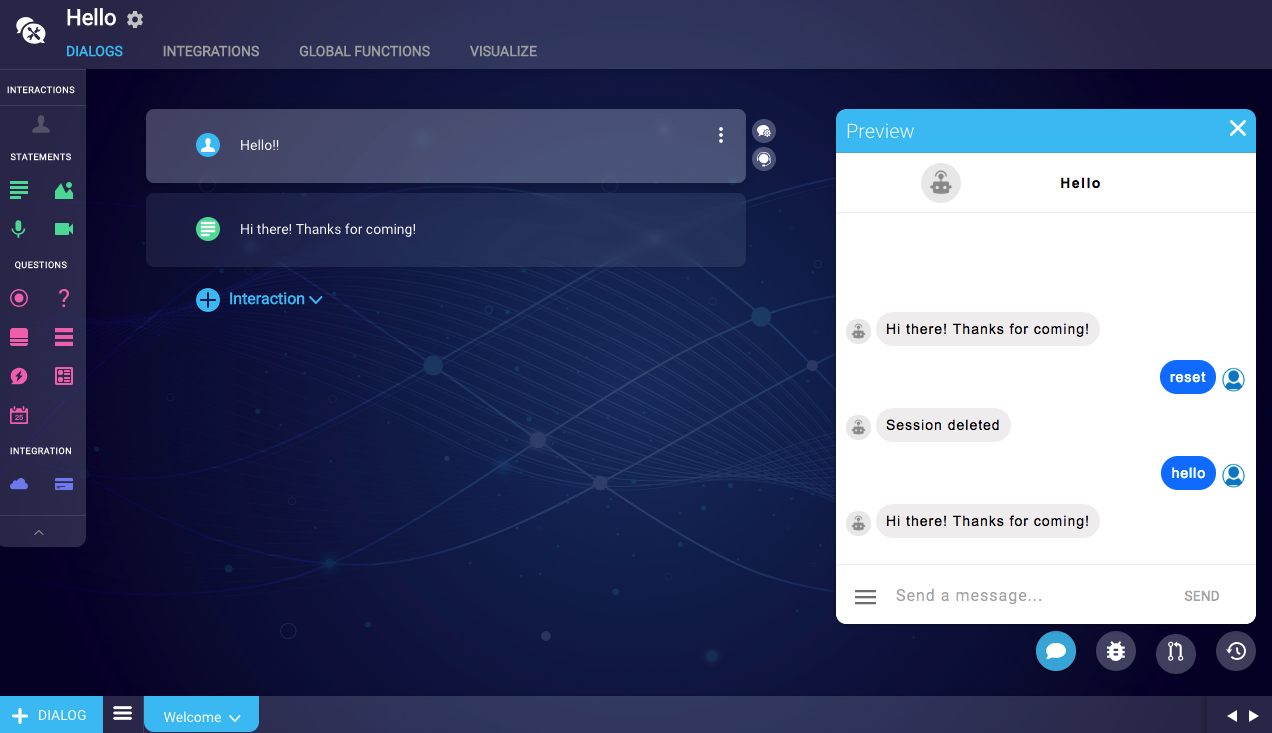 Hello
DIALOGS INTEGRATIONS GLOBAL FUNCTIONS VISUALIZE
INTERACTIONS
STATEMENTS
QUESTIONS
25
INTEGRATION
Hello!!
Hi there! Thanks for coming!
Interaction
Preview
Hello
Hi there! Thanks for coming!
reset
Session deleted
hello
Hi there! Thanks for coming!
Send a message... SEND
DIALOG Welcome